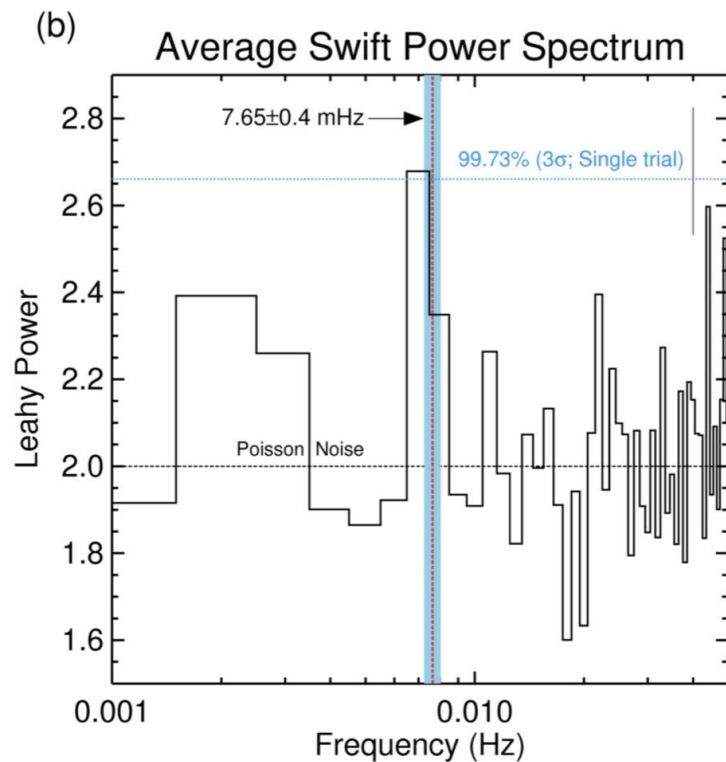 (b)
Average Swift Power Spectrum
2.8
7.65±0.4 mHz
99.73% (3σ; Single trial)
2.6
2.4
2.2
Poisson Noise
2.0
1.8
1.6
Leahy Power
0.001
0.010
Frequency (Hz)